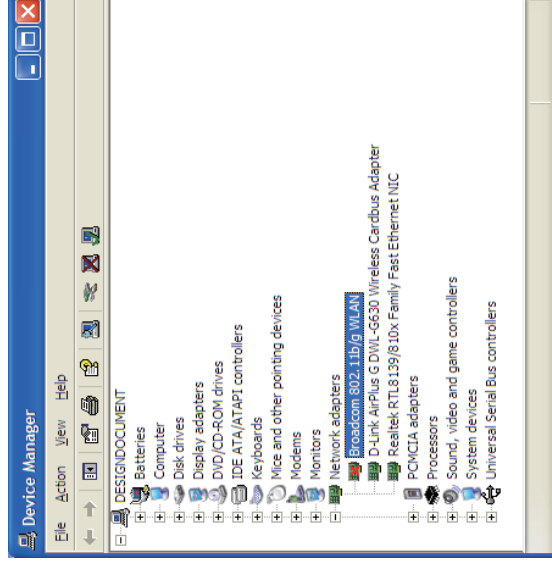 Device Manager
File Action View Help
DESIGNDOCUMENT
Batteries
Computer
Disk drives
Display adapters
DVD/CD-ROM drives
IDE ATA/ATAPI controllers
Keyboards
Mice and other pointing devices
Modems
Monitors
Network adapters
Broadcom 802.11b/g WLAN
D-Link AirPlus G DWL-G630 Wireless Cardbus Adapter
Realtek RTL8139/810x Family Fast Ethernet NIC
PCMCIA adapters
Processors
Sound, video and game controllers
System devices
Universal Serial Bus controllers